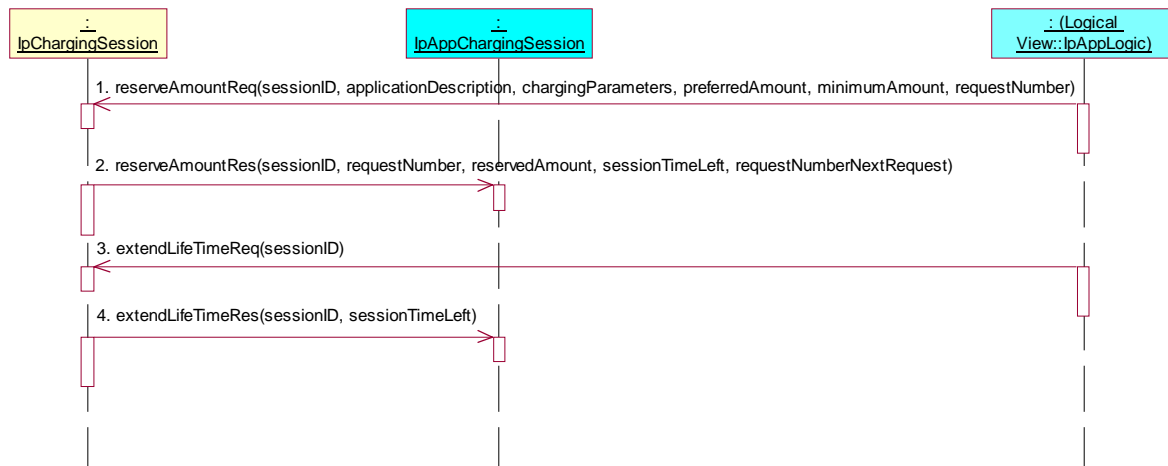 :
IpChargingSession
:
IpAppChargingSession
: (Logical
View::IpAppLogic)
1. reserveAmountReq(sessionID, applicationDescription, chargingParameters, preferredAmount, minimumAmount, requestNumber)
2. reserveAmountRes(sessionID, requestNumber, reservedAmount, sessionTimeLeft, requestNumberNextRequest)
3. extendLifeTimeReq(sessionID)
4. extendLifeTimeRes(sessionID, sessionTimeLeft)